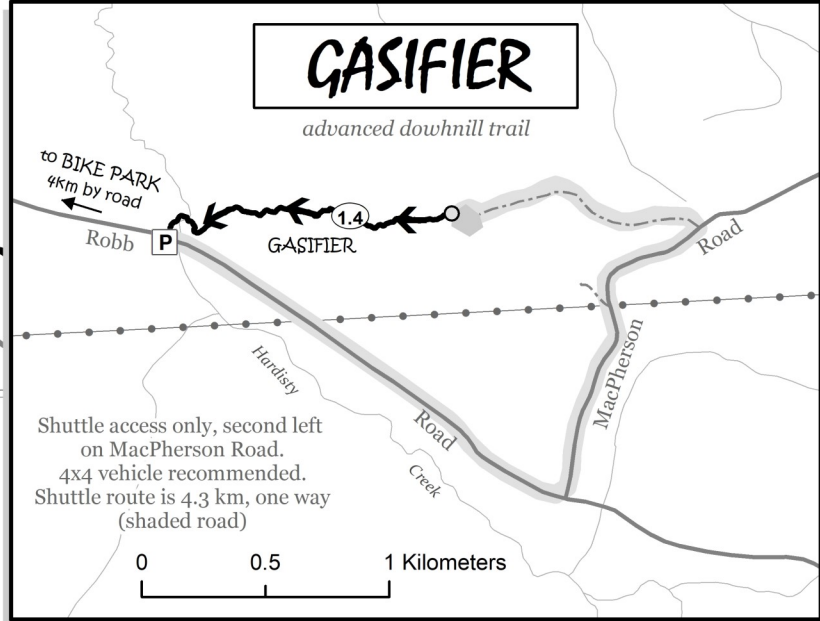 GASIFIER
advanced dowhnill trail
to BIKE PARK
4km by road
1.4
Robb
P
GASIFIER
Road
Hardisty
MacPherson
Road
Creek
Shuttle access only, second left
on MacPherson Road.
4x4 vehicle recommended.
Shuttle route is 4.3 km, one way
(shaded road)
0 0.5 1 Kilometers